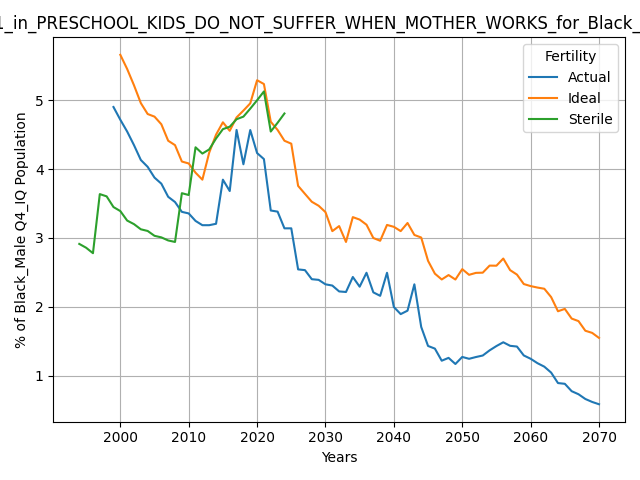 1_in_PRESCHOOL_KIDS_DO_NOT_SUFFER_WHEN_MOTHER_WORKS_for_Black_
Fertility
Actual
Ideal
Sterile
% of Black_Male Q4_IQ Population
5
4
3
2
1
2000 2010 2020 2030 2040 2050 2060 2070
Years